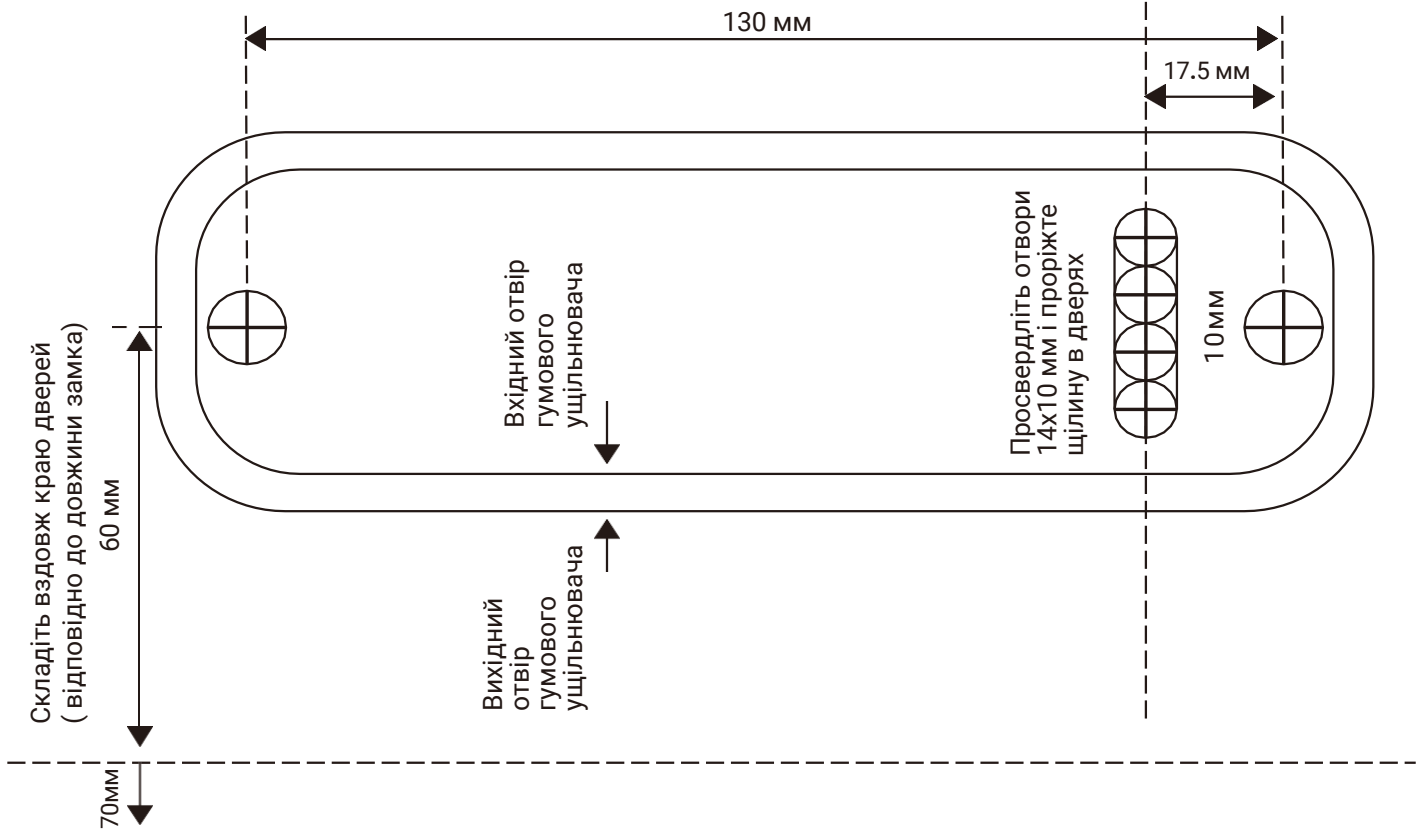 130 мм
17.5 мм
Просвердліть отвори
14x10 мм і проріжте
щілину в дверях
10мм
Вхідний отвір
гумового
ущільнювача
Складіть вздовж краю дверей
( відповідно до довжини замка)
60 мм
Вихідний
отвір
гумового
ущільнювача
70мм